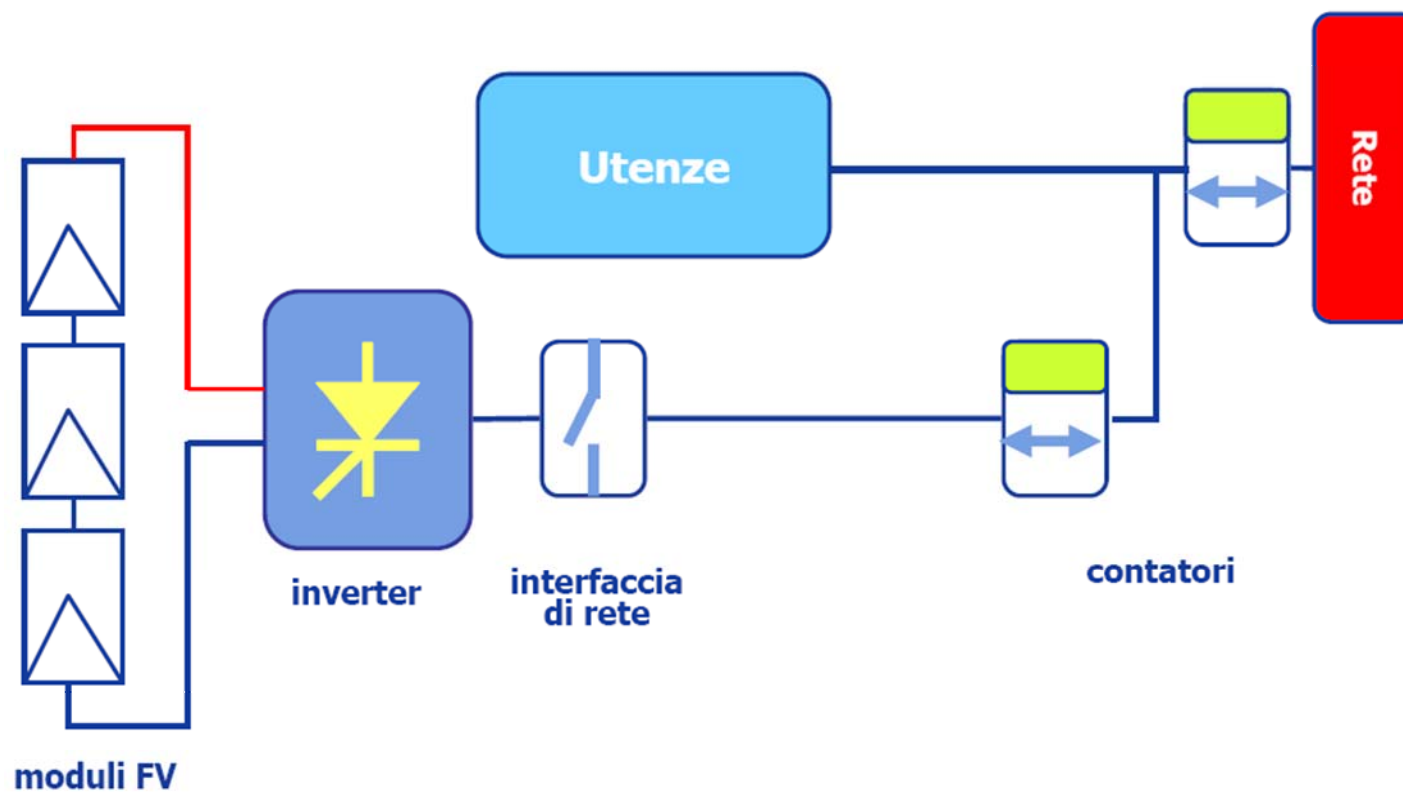 Utenze
Rete
inverter
interfaccia
di rete
contatori
moduli FV